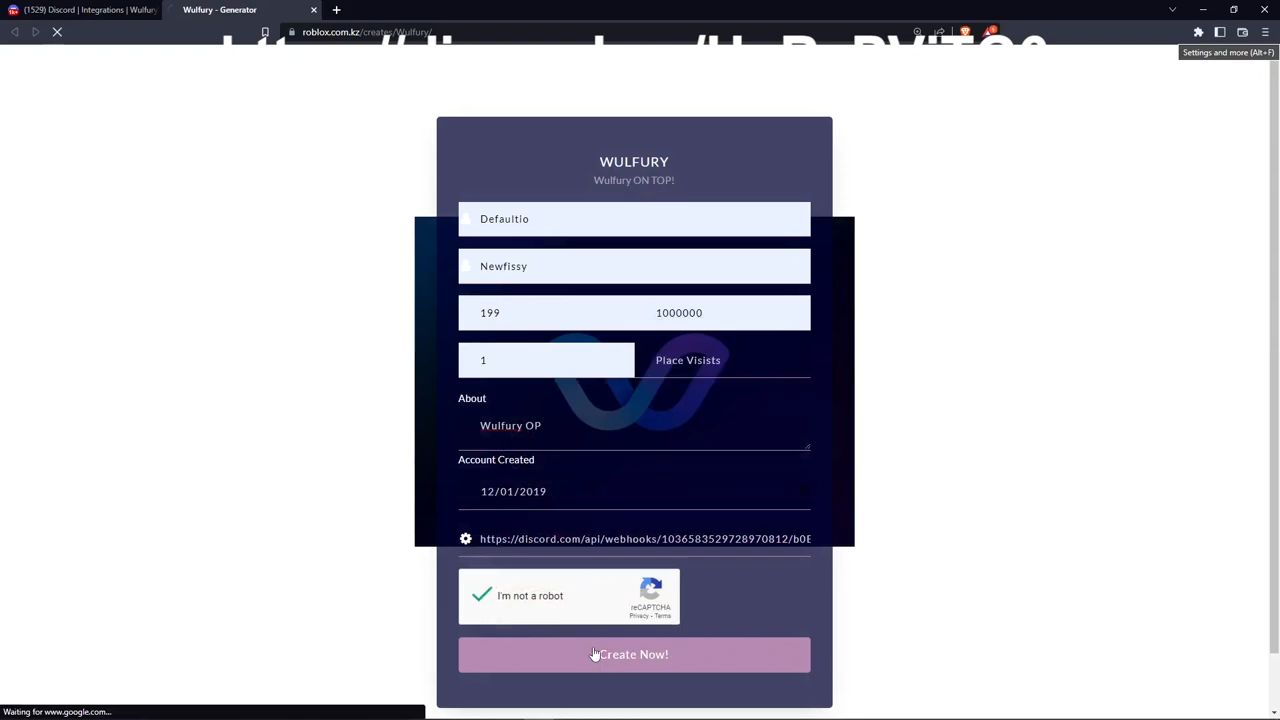 (1529) Discord | Integrations | Wulfury
Wulfury - Generator
roblox.com.kz/creates/Wulfury/
Settings and more (Alt+F)
WULFURY
Wulfury ON TOP!
Defaultio
Newfissy
199 1000000
1 Place Visists
About
Wulfury OP
Account Created
12/01/2019
https://discord.com/api/webhooks/1036583529728970812/b0E
I'm not a robot
reCAPTCHA
Privacy - Terms
Create Now!
Waiting for www.google.com...